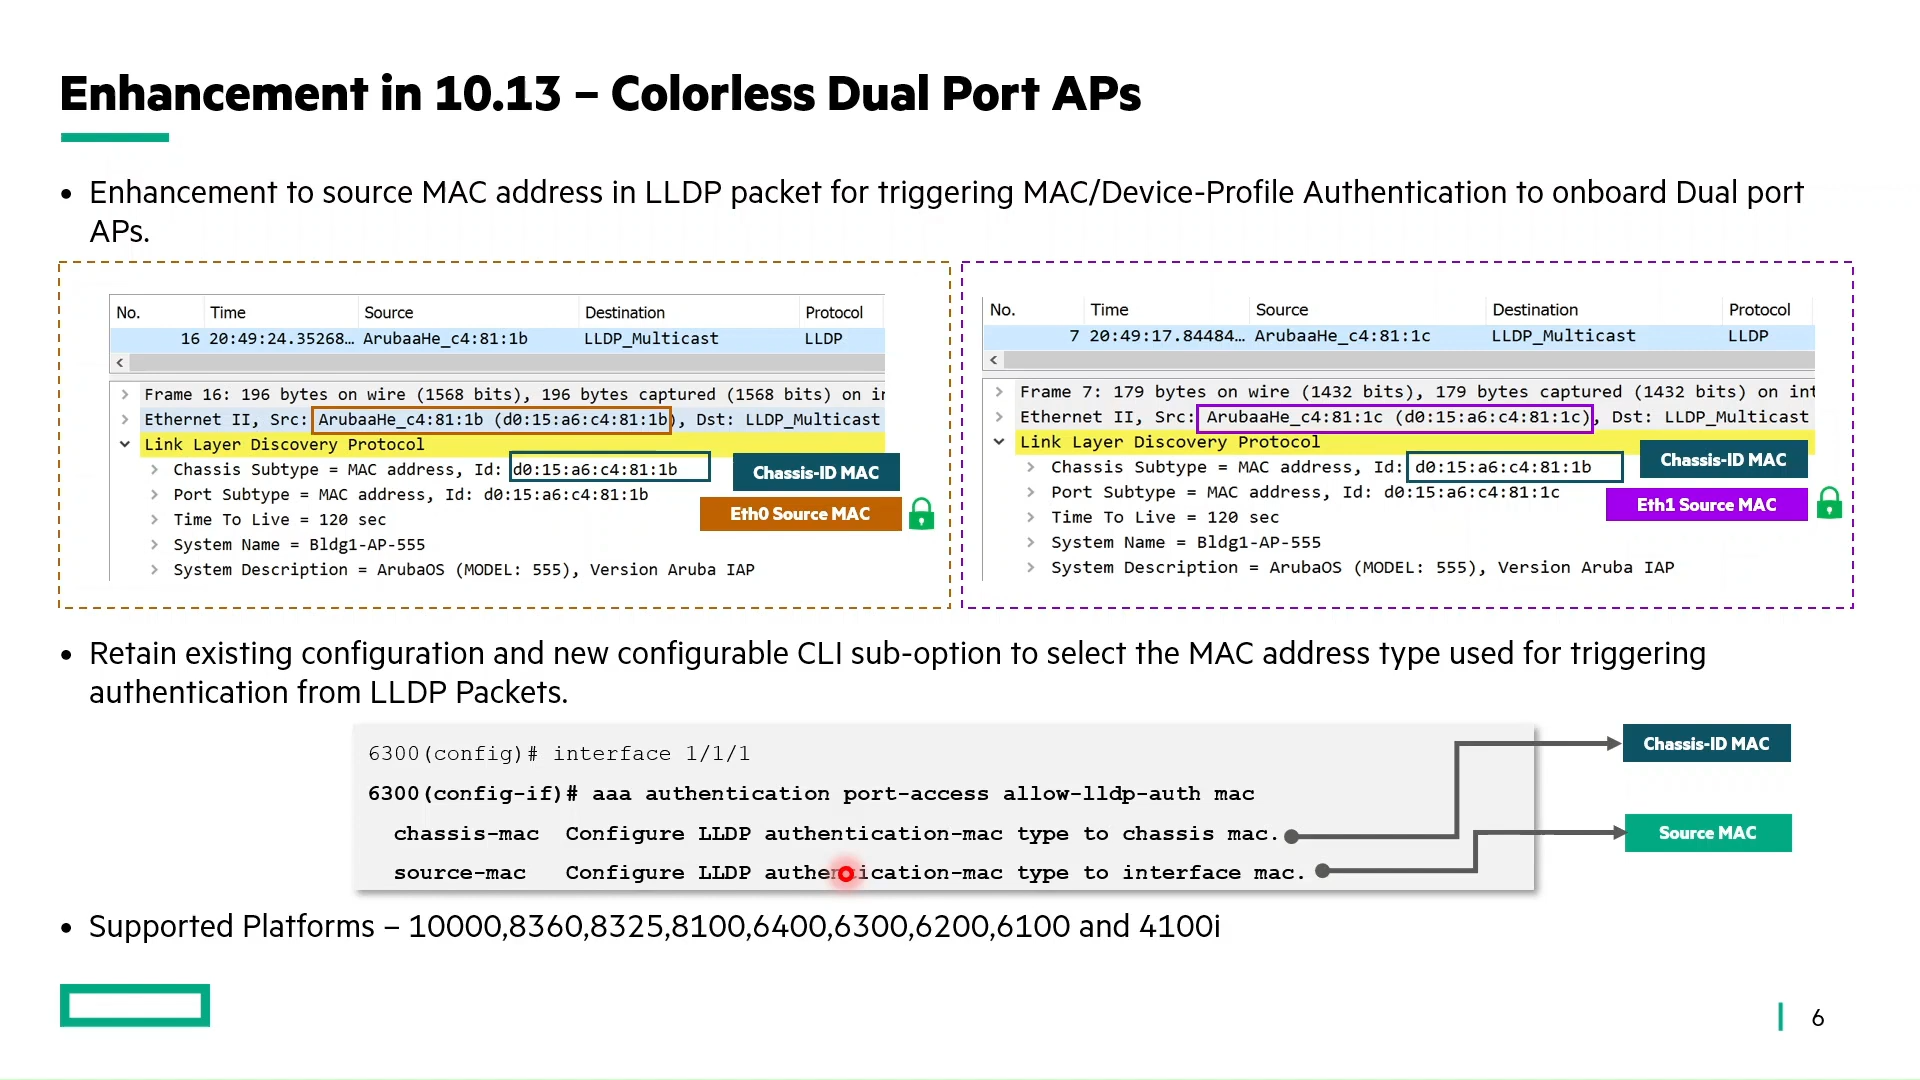 Enhancement in 10.13 – Colorless Dual Port APs
• Enhancement to source MAC address in LLDP packet for triggering MAC/Device-Profile Authentication to onboard Dual port
APs.
No. Time Source Destination Protocol
16 20:49:24.35268… ArubaaHe_c4:81:1b LLDP_Multicast LLDP
Frame 16: 196 bytes on wire (1568 bits), 196 bytes captured (1568 bits) on in
Ethernet II, Src: ArubaaHe_c4:81:1b (d0:15:a6:c4:81:1b), Dst: LLDP_Multicast
Link Layer Discovery Protocol
Chassis Subtype = MAC address, Id: d0:15:a6:c4:81:1b
Chassis-ID MAC
Port Subtype = MAC address, Id: d0:15:a6:c4:81:1b
Eth0 Source MAC
Time To Live = 120 sec
System Name = Bldg1-AP-555
System Description = ArubaOS (MODEL: 555), Version Aruba IAP
No. Time Source Destination Protocol
7 20:49:17.84484… ArubaaHe_c4:81:1c LLDP_Multicast LLDP
Frame 7: 179 bytes on wire (1432 bits), 179 bytes captured (1432 bits) on int
Ethernet II, Src: ArubaaHe_c4:81:1c (d0:15:a6:c4:81:1c), Dst: LLDP_Multicast
Link Layer Discovery Protocol
Chassis Subtype = MAC address, Id: d0:15:a6:c4:81:1b
Chassis-ID MAC
Port Subtype = MAC address, Id: d0:15:a6:c4:81:1c
Eth1 Source MAC
Time To Live = 120 sec
System Name = Bldg1-AP-555
System Description = ArubaOS (MODEL: 555), Version Aruba IAP
• Retain existing configuration and new configurable CLI sub-option to select the MAC address type used for triggering
authentication from LLDP Packets.
6300(config)# interface 1/1/1
6300(config-if)# aaa authentication port-access allow-lldp-auth mac
chassis-mac Configure LLDP authentication-mac type to chassis mac.
source-mac Configure LLDP authentication-mac type to interface mac.
Chassis-ID MAC
Source MAC
• Supported Platforms – 10000,8360,8325,8100,6400,6300,6200,6100 and 4100i
6